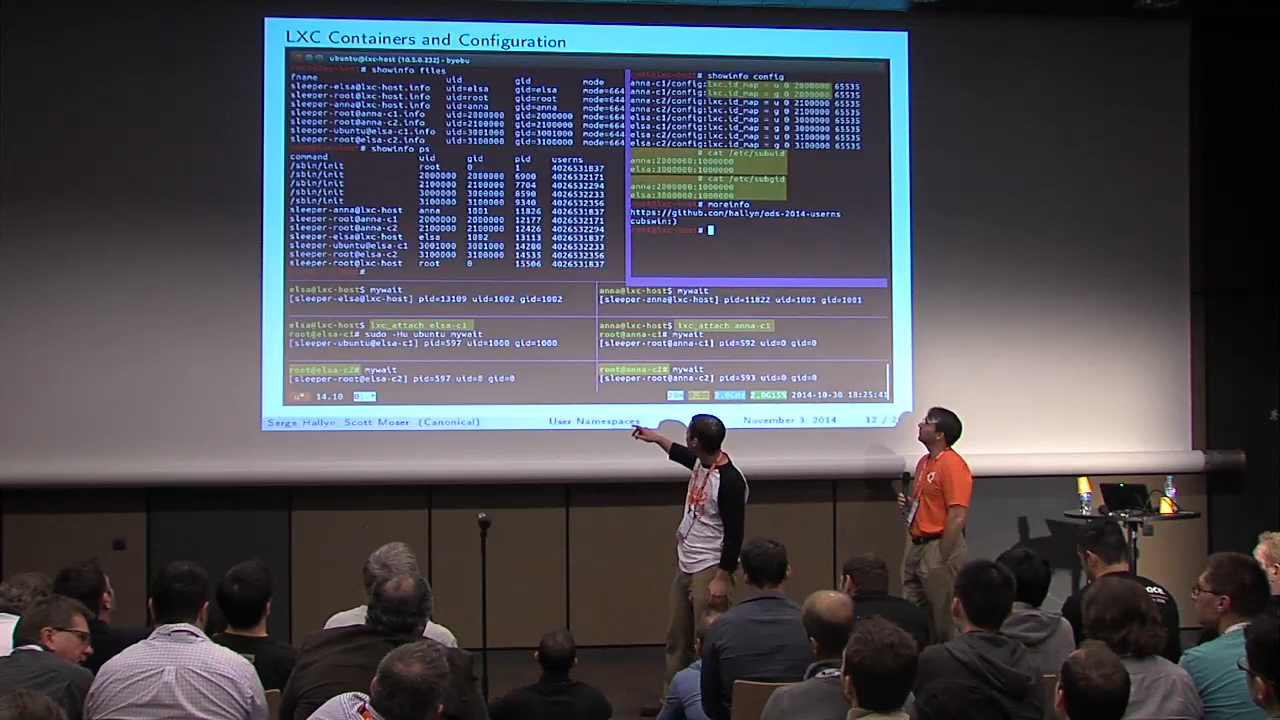 LXC Containers and Configuration
ubuntu@lxc-host (10.5.0.232) - byobu
# showinfo files
fname uid gid mode
sleeper-elsa@lxc-host.info uid=elsa gid=elsa mode=664
sleeper-root@lxc-host.info uid=root gid=root mode=644
sleeper-anna@lxc-host.info uid=anna gid=anna mode=664
sleeper-root@anna-c1.info uid=2000000 gid=2000000 mode=644
sleeper-root@anna-c2.info uid=2100000 gid=2100000 mode=644
sleeper-ubuntu@elsa-c1.info uid=3001000 gid=3001000 mode=664
sleeper-root@elsa-c2.info uid=3100000 gid=3100000 mode=644
# showinfo ps
command uid gid pid userns
/sbin/init root 0 1 4026531837
/sbin/init 2000000 2000000 6900 4026532171
/sbin/init 2100000 2100000 7704 4026532294
/sbin/init 3000000 3000000 8590 4026532233
/sbin/init 3100000 3100000 9340 4026532356
sleeper-anna@lxc-host anna 1001 11826 4026531837
sleeper-root@anna-c1 2000000 2000000 12177 4026532171
sleeper-root@anna-c2 2100000 2100000 12426 4026532294
sleeper-elsa@lxc-host elsa 1002 13113 4026531837
sleeper-ubuntu@elsa-c1 3001000 3001000 14280 4026532233
sleeper-root@elsa-c2 3100000 3100000 14535 4026532356
sleeper-root@lxc-host root 0 15506 4026531837
#
root@lxc-host# showinfo config
anna-c1/config:lxc.id_map = u 0 2000000 65535
anna-c1/config:lxc.id_map = g 0 2000000 65535
anna-c2/config:lxc.id_map = u 0 2100000 65535
anna-c2/config:lxc.id_map = g 0 2100000 65535
elsa-c1/config:lxc.id_map = u 0 3000000 65535
elsa-c1/config:lxc.id_map = g 0 3000000 65535
elsa-c2/config:lxc.id_map = u 0 3100000 65535
elsa-c2/config:lxc.id_map = g 0 3100000 65535
# cat /etc/subuid
anna:2000000:1000000
elsa:3000000:1000000
# cat /etc/subgid
anna:2000000:1000000
elsa:3000000:1000000
root@lxc-host# moreinfo
https://github.com/hallyn/ods-2014-userns
cubswin:)
root@lxc-host#
elsa@lxc-host$ mywait
[sleeper-elsa@lxc-host] pid=13109 uid=1002 gid=1002
anna@lxc-host$ mywait
[sleeper-anna@lxc-host] pid=11822 uid=1001 gid=1001
elsa@lxc-host$ lxc_attach elsa-c1
root@elsa-c1# sudo -Hu ubuntu mywait
[sleeper-ubuntu@elsa-c1] pid=597 uid=1000 gid=1000
anna@lxc-host$ lxc_attach anna-c1
root@anna-c1# mywait
[sleeper-root@anna-c1] pid=592 uid=0 gid=0
root@elsa-c2# mywait
[sleeper-root@elsa-c2] pid=597 uid=0 gid=0
root@anna-c2# mywait
[sleeper-root@anna-c2] pid=593 uid=0 gid=0
14.10 0:-* 2014-10-30 18:25:41
Serge Hallyn, Scott Moser (Canonical) User Namespaces November 3, 2014 12 / 2